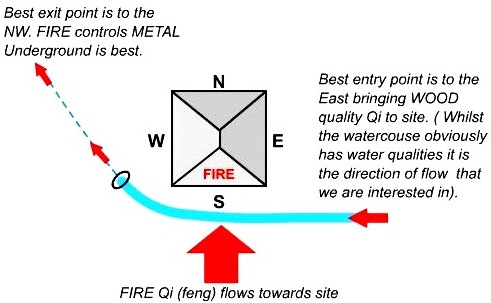 Best exit point is to the
NW. FIRE controls METAL
Underground is best.
N
W
E
FIRE
S
Best entry point is to the
East bringing WOOD
quality Qi to site. ( Whilst
the watercouse obviously
has water qualities it is
the direction of flow that
we are interested in).
FIRE Qi (feng) flows towards site